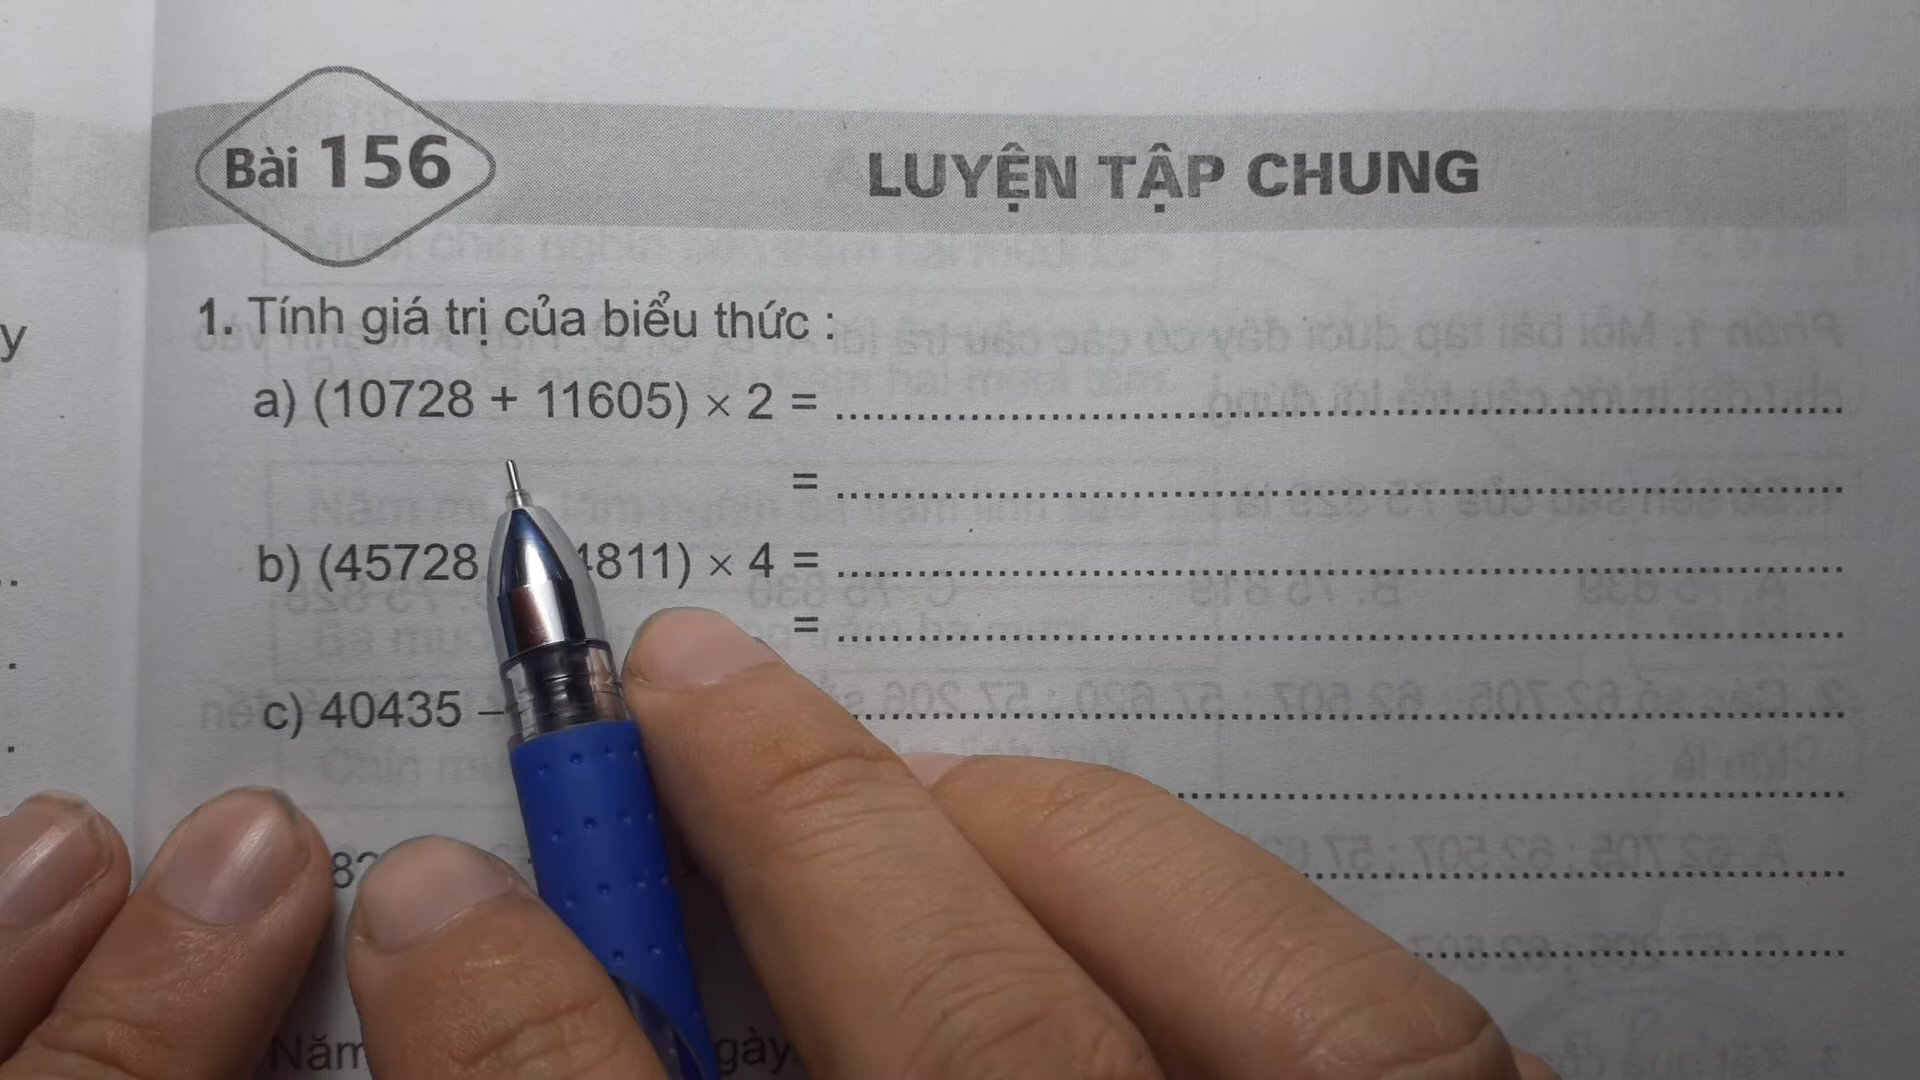 Bài 156
LUYỆN TẬP CHUNG
1. Tính giá trị của biểu thức :
a) (10728 + 11605) × 2 = ..........
= ..........
b) (45728 4811) × 4 = ..........
= ..........
c) 40435 – ..........
Năm gày
y